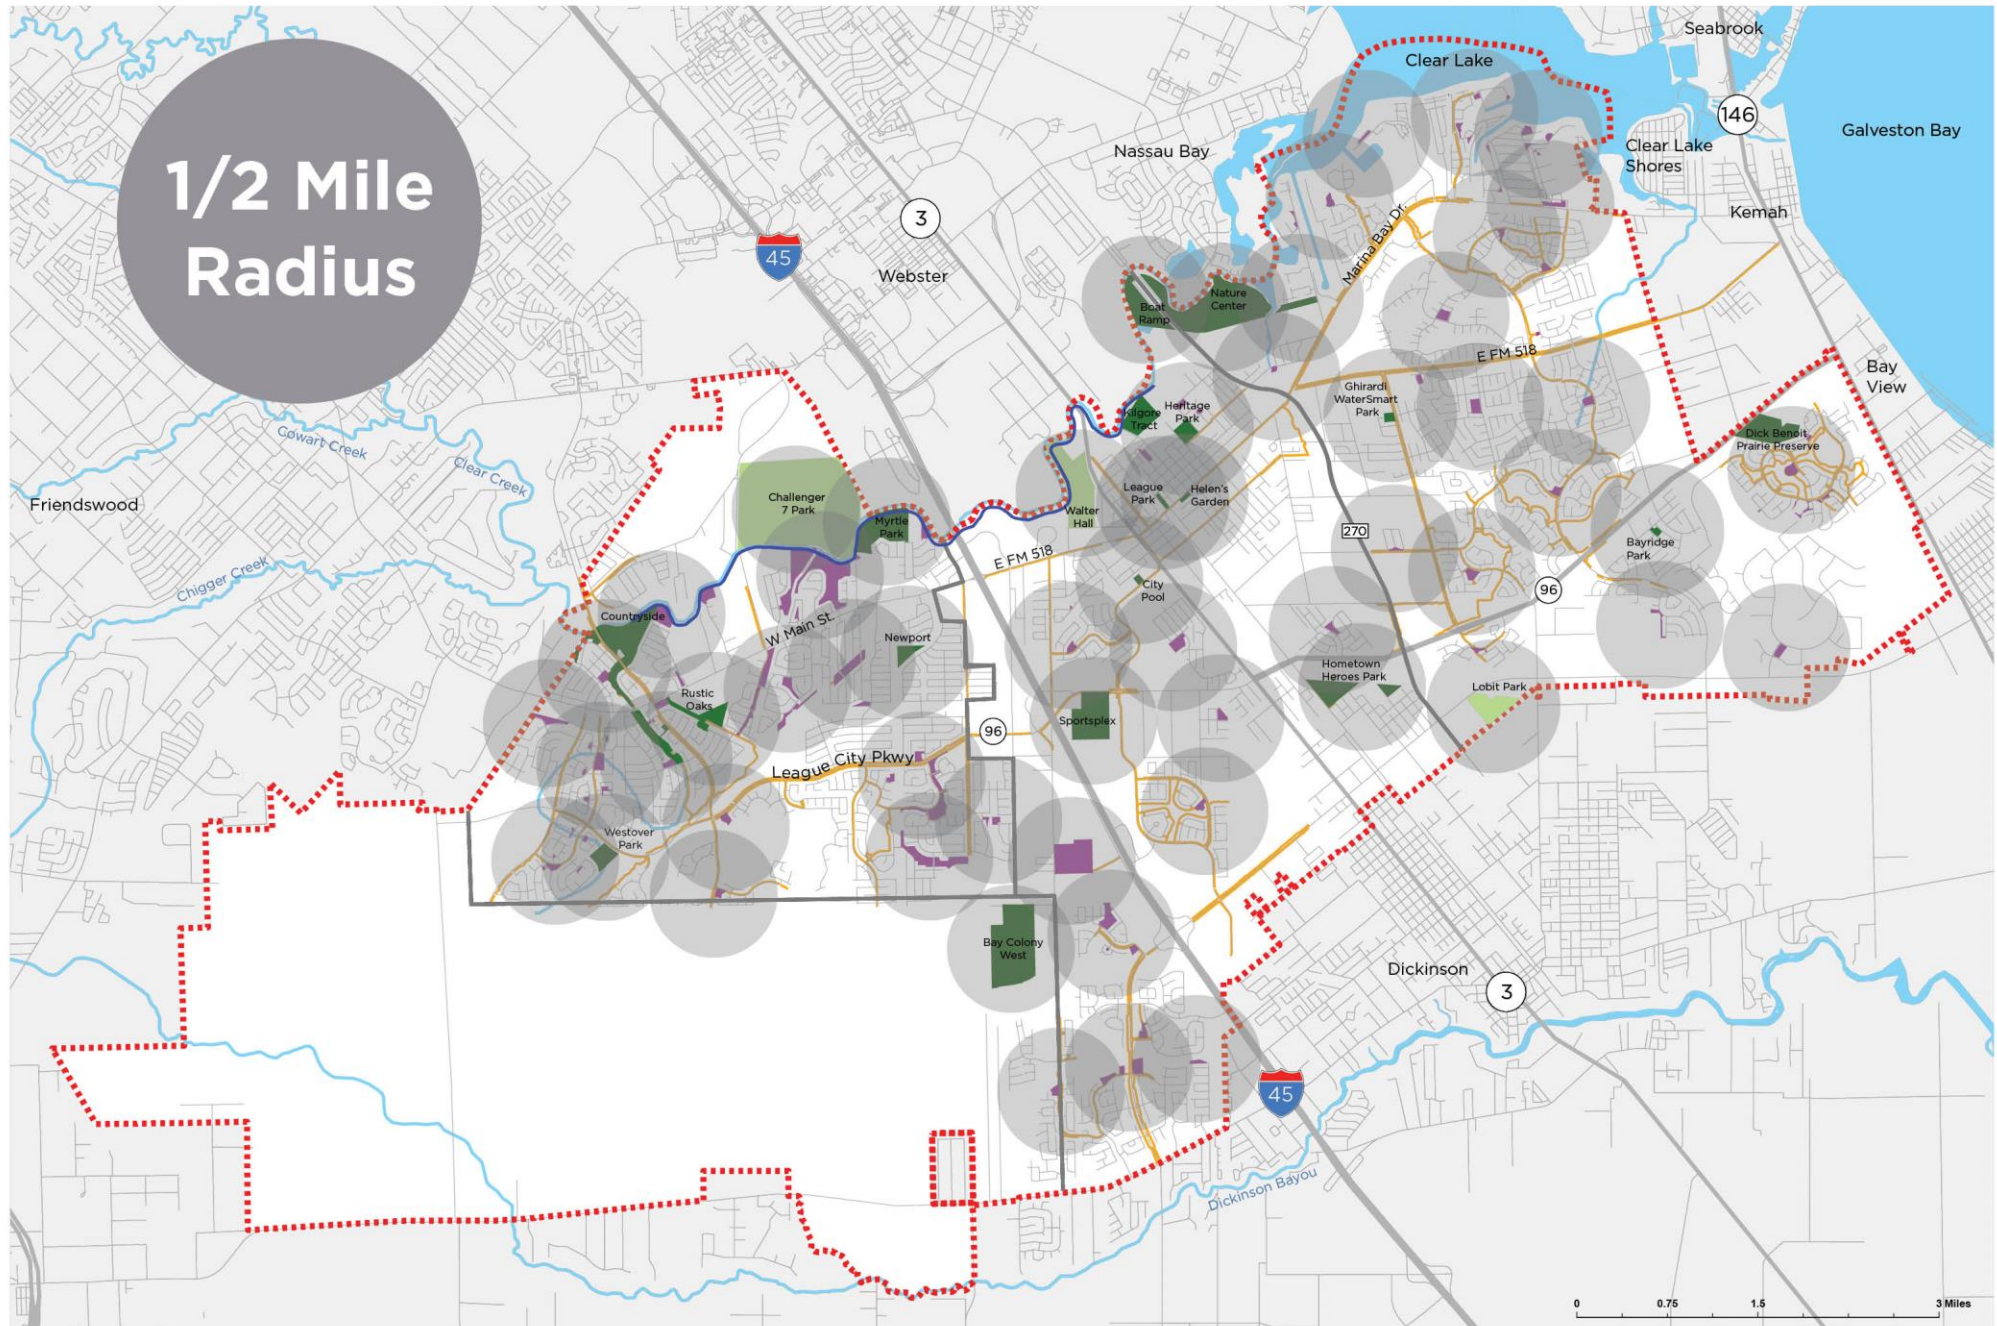 1/2 Mile
Radius
Seabrook
Clear Lake
146
Galveston Bay
Nassau Bay
Clear Lake
Shores
Kemah
3
45
Webster
Marina Bay Dr.
Nature
Center
Boat
Ramp
E FM 518
Bay
View
Ghirardi
WaterSmart
Park
Kilgore
Tract
Heritage
Park
Dick Benoit
Prairie Preserve
Cowart Creek
Clear Creek
Friendswood
Challenger
7 Park
Myrtle
Park
League
Park
Helen's
Garden
Walter
Hall
270
Bayridge
Park
E FM 518
Chigger Creek
City
Pool
96
Countryside
W Main St.
Newport
Hometown
Heroes Park
Lobit Park
Rustic
Oaks
Sportsplex
96
League City Pkwy
Westover
Park
Bay Colony
West
Dickinson
3
45
Dickinson Bayou
0
0.75
1.5
3 Miles